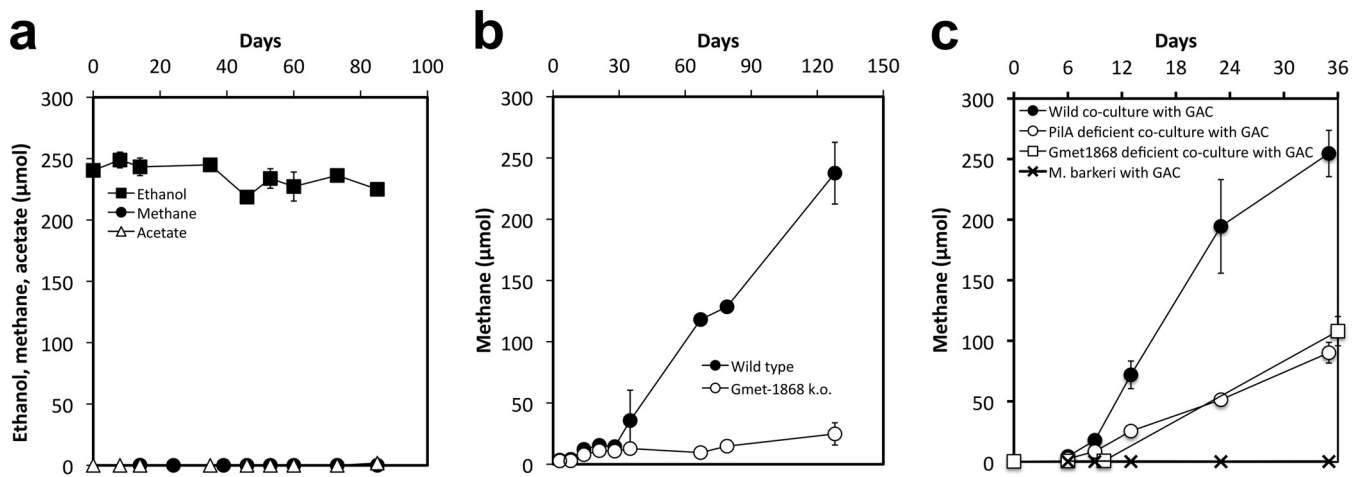 a
Days
0 20 40 60 80 100
300
250
200
150
100
50
0
Ethanol, methane, acetate (µmol)
Ethanol
Methane
Acetate
b
Days
0 30 60 90 120 150
300
250
200
150
100
50
0
Methane (µmol)
Wild type
Gmet-1868 k.o.
c
Days
0 6 12 18 24 30 36
300
250
200
150
100
50
0
Methane (µmol)
Wild co-culture with GAC
PilA deficient co-culture with GAC
Gmet1868 deficient co-culture with GAC
M. barkeri with GAC